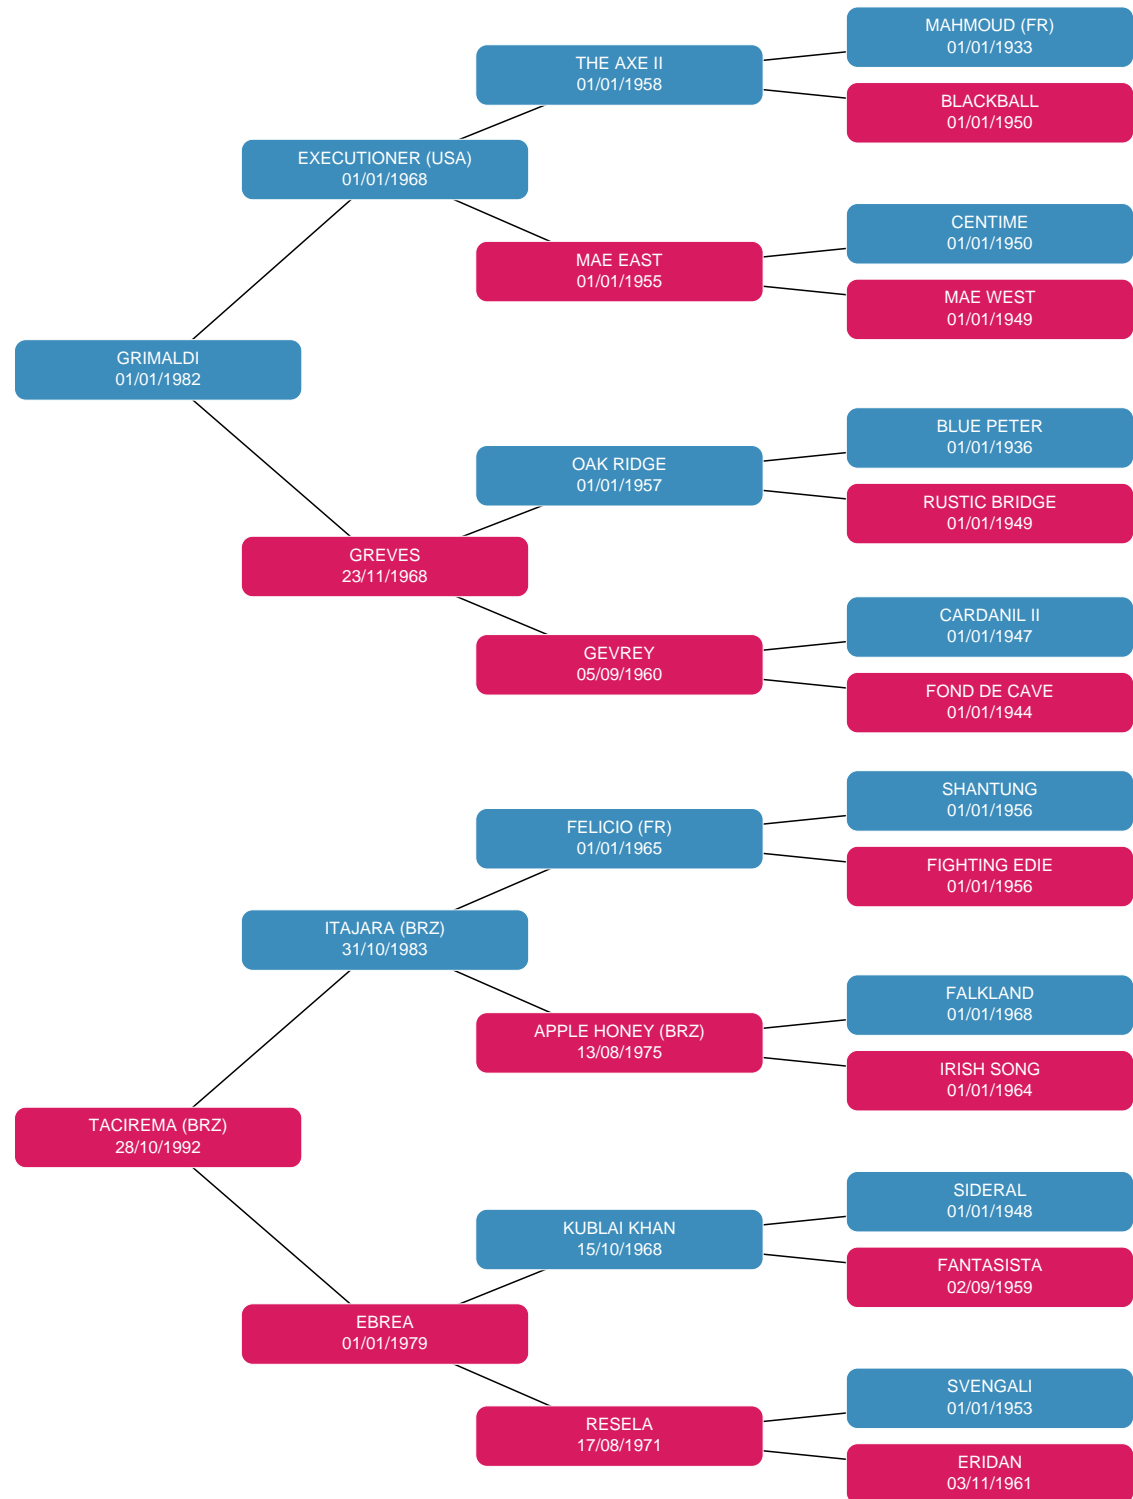 MAHMOUD (FR)
01/01/1933
THE AXE II
01/01/1958
BLACKBALL
01/01/1950
EXECUTIONER (USA)
01/01/1968
CENTIME
01/01/1950
MAE EAST
01/01/1955
MAE WEST
01/01/1949
GRIMALDI
01/01/1982
BLUE PETER
01/01/1936
OAK RIDGE
01/01/1957
RUSTIC BRIDGE
01/01/1949
GREVES
23/11/1968
CARDANIL II
01/01/1947
GEVREY
05/09/1960
FOND DE CAVE
01/01/1944
SHANTUNG
01/01/1956
FELICIO (FR)
01/01/1965
FIGHTING EDIE
01/01/1956
ITAJARA (BRZ)
31/10/1983
FALKLAND
01/01/1968
APPLE HONEY (BRZ)
13/08/1975
IRISH SONG
01/01/1964
TACIREMA (BRZ)
28/10/1992
SIDERAL
01/01/1948
KUBLAI KHAN
15/10/1968
FANTASISTA
02/09/1959
EBREA
01/01/1979
SVENGALI
01/01/1953
RESELA
17/08/1971
ERIDAN
03/11/1961